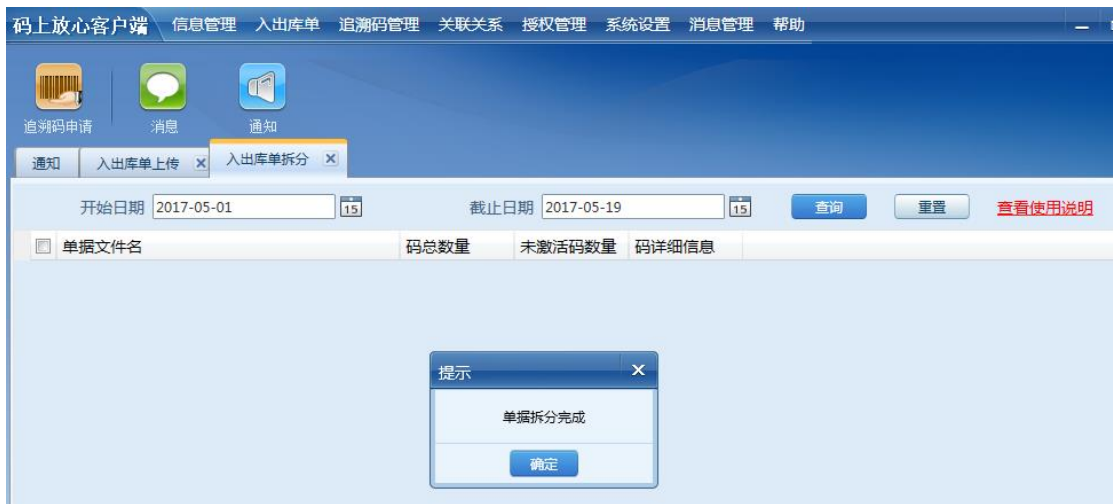 码上放心客户端 信息管理 入出库单 追溯码管理 关联关系 授权管理 系统设置 消息管理 帮助
追溯码申请 消息 通知
通知 入出库单上传 入出库单拆分
开始日期 2017-05-01 15 截止日期 2017-05-19 15 查询 重置 查看使用说明
单据文件名 码总数量 未激活码数量 码详细信息
提示
单据拆分完成
确定